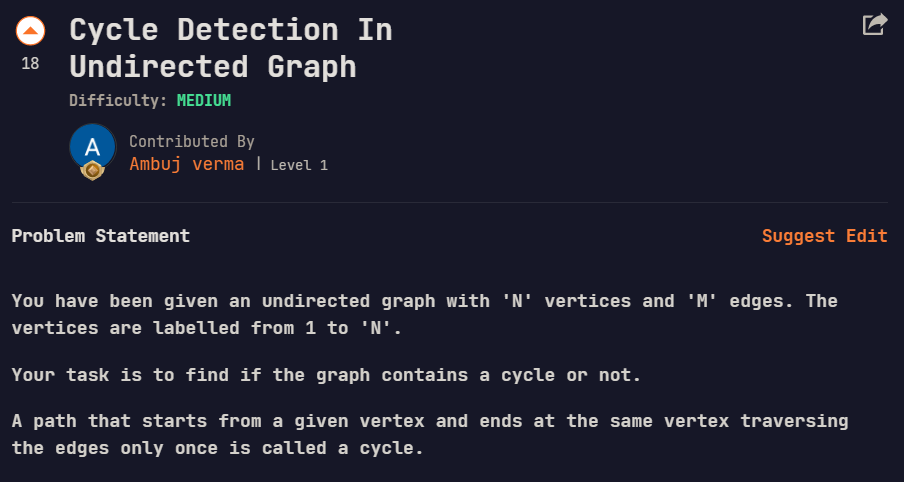 Cycle Detection In
Undirected Graph
18
Difficulty: MEDIUM
A
Contributed By
Ambuj verma | Level 1
Problem Statement
Suggest Edit
You have been given an undirected graph with 'N' vertices and 'M' edges. The
vertices are labelled from 1 to 'N'.
Your task is to find if the graph contains a cycle or not.
A path that starts from a given vertex and ends at the same vertex traversing
the edges only once is called a cycle.